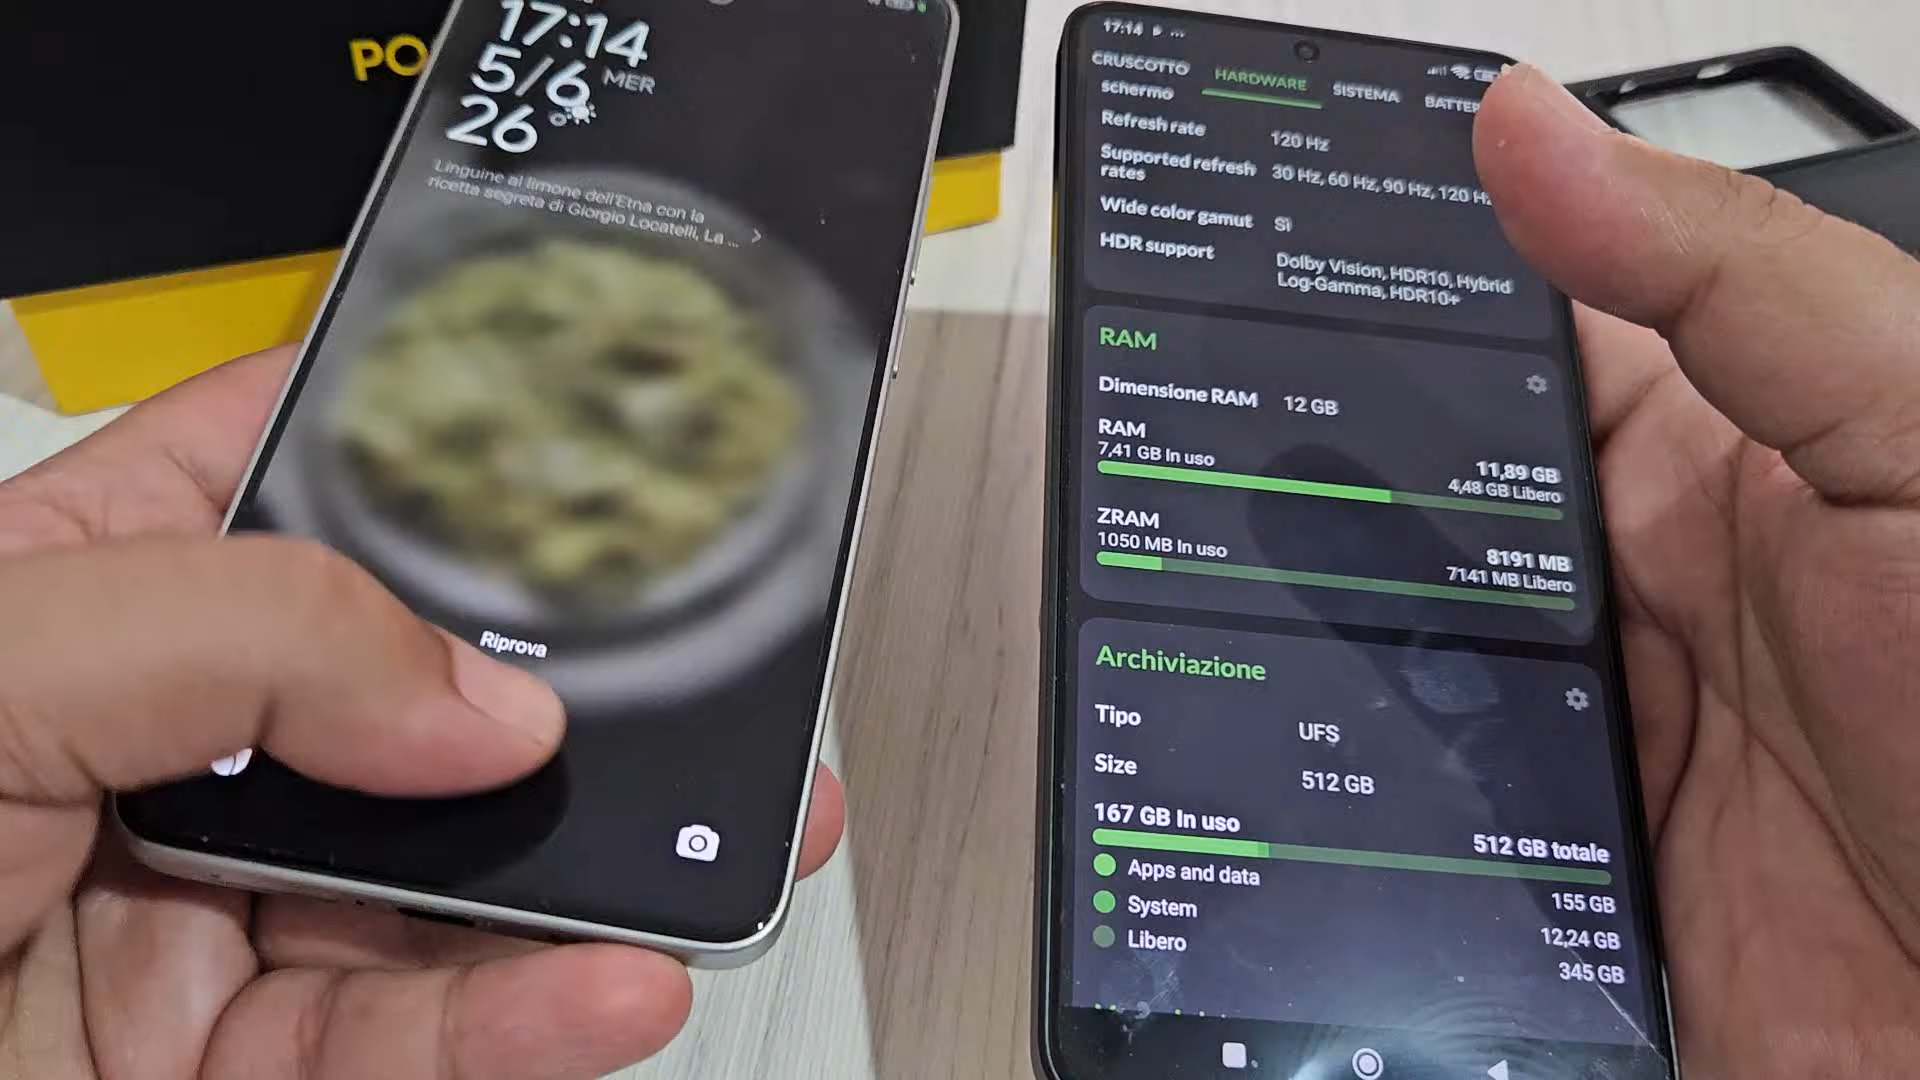 PO
17:14
5/6 MER
26
Linguine al limone dell'Etna con la
ricetta segreta di Giorgio Locatelli, La ...
Riprova
17:14
CRUSCOTTO HARDWARE SISTEMA BATTE
schermo
Refresh rate 120 Hz
Supported refresh
rates 30 Hz, 60 Hz, 90 Hz, 120 Hz
Wide color gamut Sì
HDR support Dolby Vision, HDR10, Hybrid
Log-Gamma, HDR10+
RAM
Dimensione RAM 12 GB
RAM
7,41 GB In uso 11,89 GB
4,48 GB Libero
ZRAM
1050 MB In uso 8191 MB
7141 MB Libero
Archiviazione
Tipo UFS
Size 512 GB
167 GB In uso 512 GB totale
Apps and data 155 GB
System 12,24 GB
Libero 345 GB